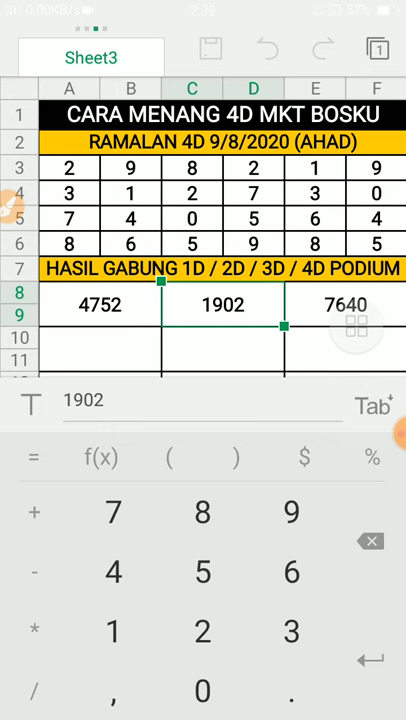 0.00KB/s 2:39 57%
Sheet3 1
A B C D E F
1 CARA MENANG 4D MKT BOSKU
2 RAMALAN 4D 9/8/2020 (AHAD)
3 2 9 8 2 1 9
4 3 1 2 7 3 0
5 7 4 0 5 6 4
6 8 6 5 9 8 5
7 HASIL GABUNG 1D / 2D / 3D / 4D PODIUM
8 4752 1902 7640
9
10
11
T 1902 Tab
= f(x) ( ) $ %
+ 7 8 9
- 4 5 6
* 1 2 3
/ , 0 .